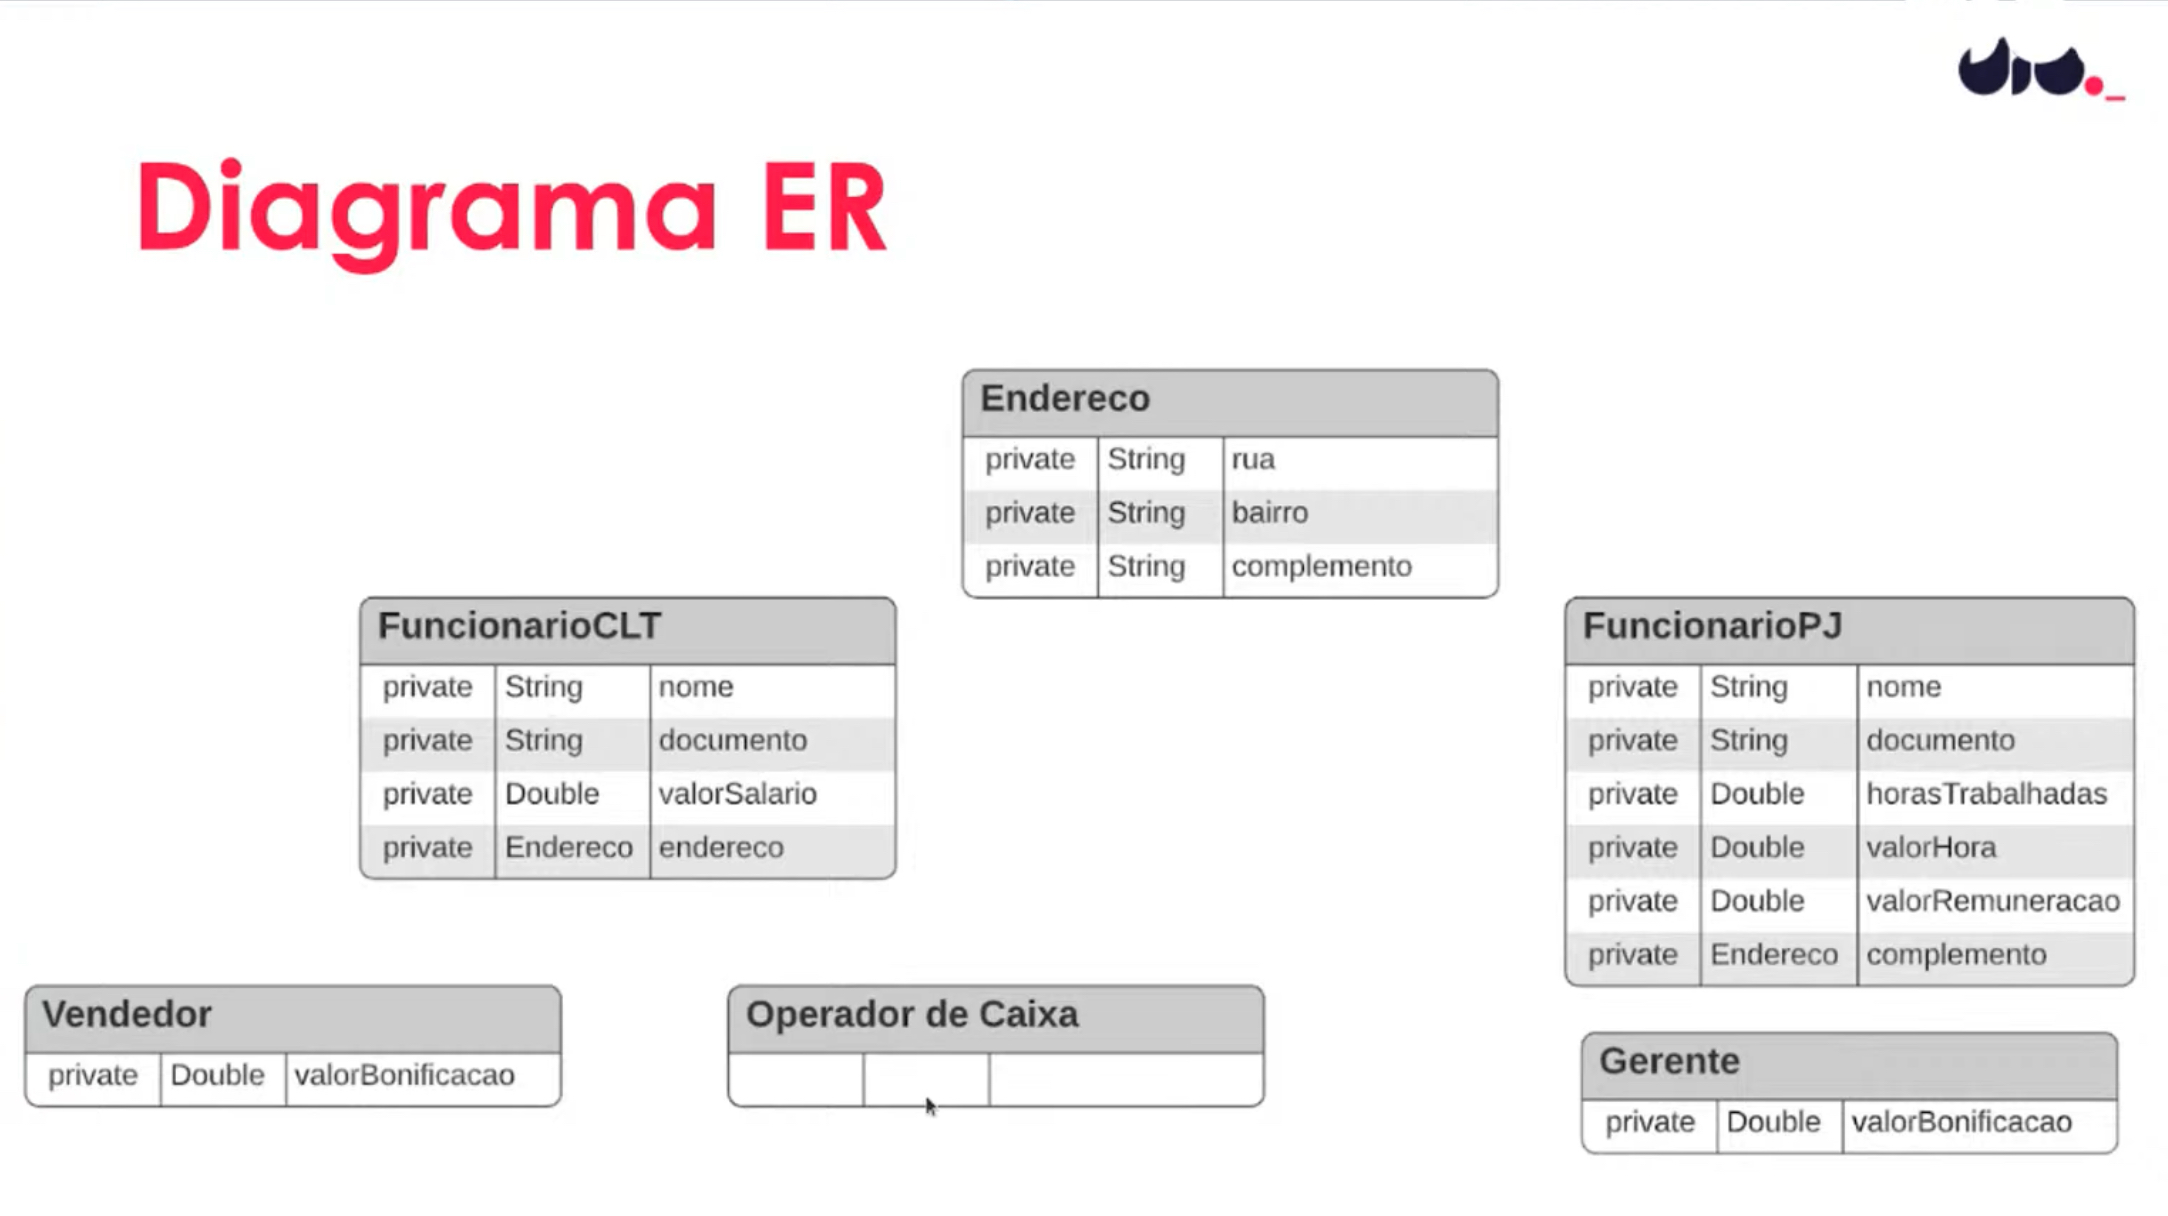 dio._
Diagrama ER
Endereco
private String rua
private String bairro
private String complemento
FuncionarioCLT
private String nome
private String documento
private Double valorSalario
private Endereco endereco
FuncionarioPJ
private String nome
private String documento
private Double horasTrabalhadas
private Double valorHora
private Double valorRemuneracao
private Endereco complemento
Vendedor
private Double valorBonificacao
Operador de Caixa
Gerente
private Double valorBonificacao